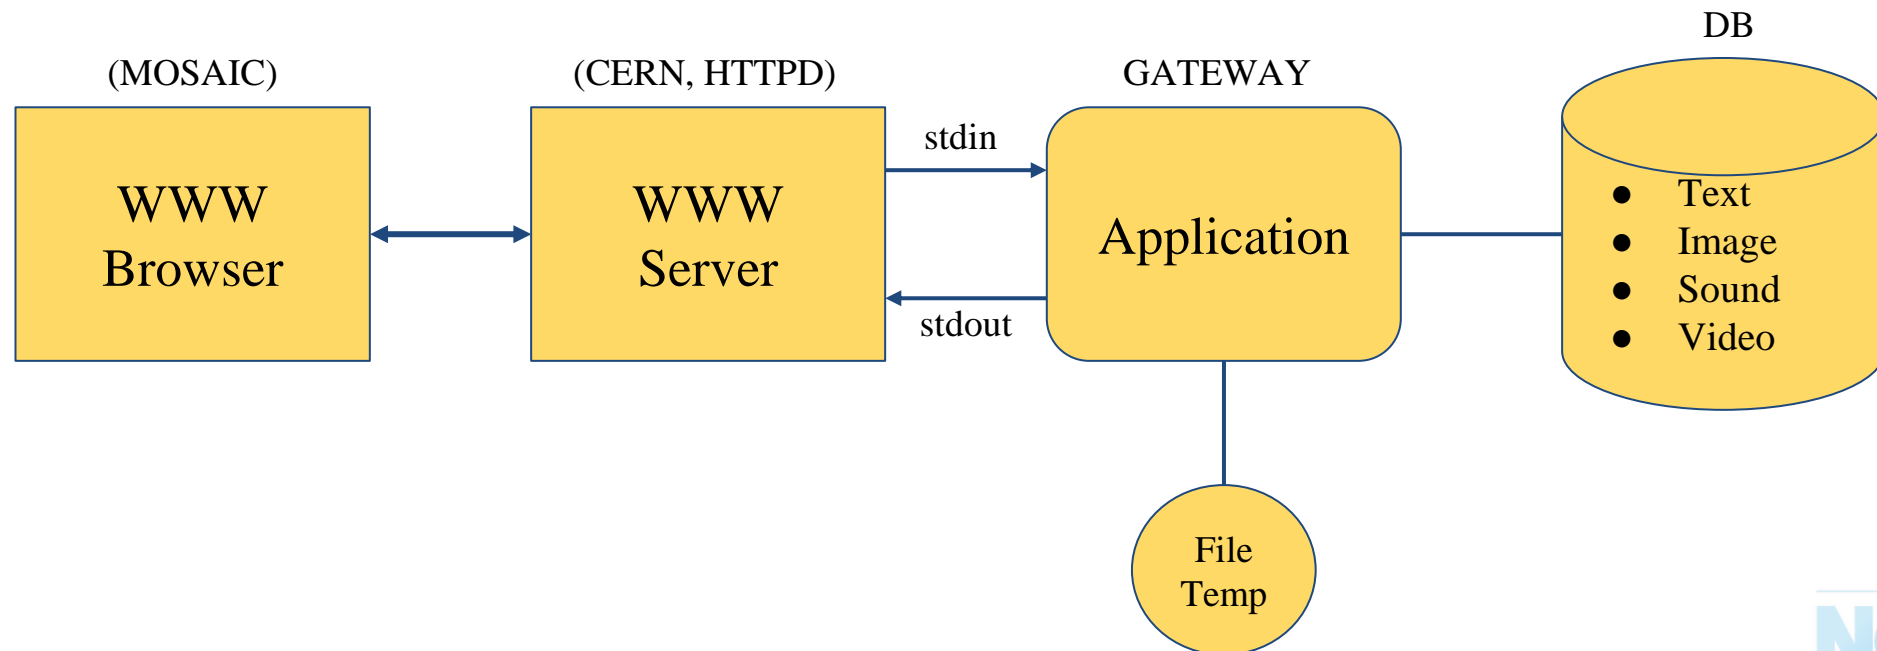 DB
(MOSAIC)
(CERN, HTTPD)
GATEWAY
WWW
Browser
WWW
Server
stdin
stdout
Application
● Text
● Image
● Sound
● Video
File
Temp